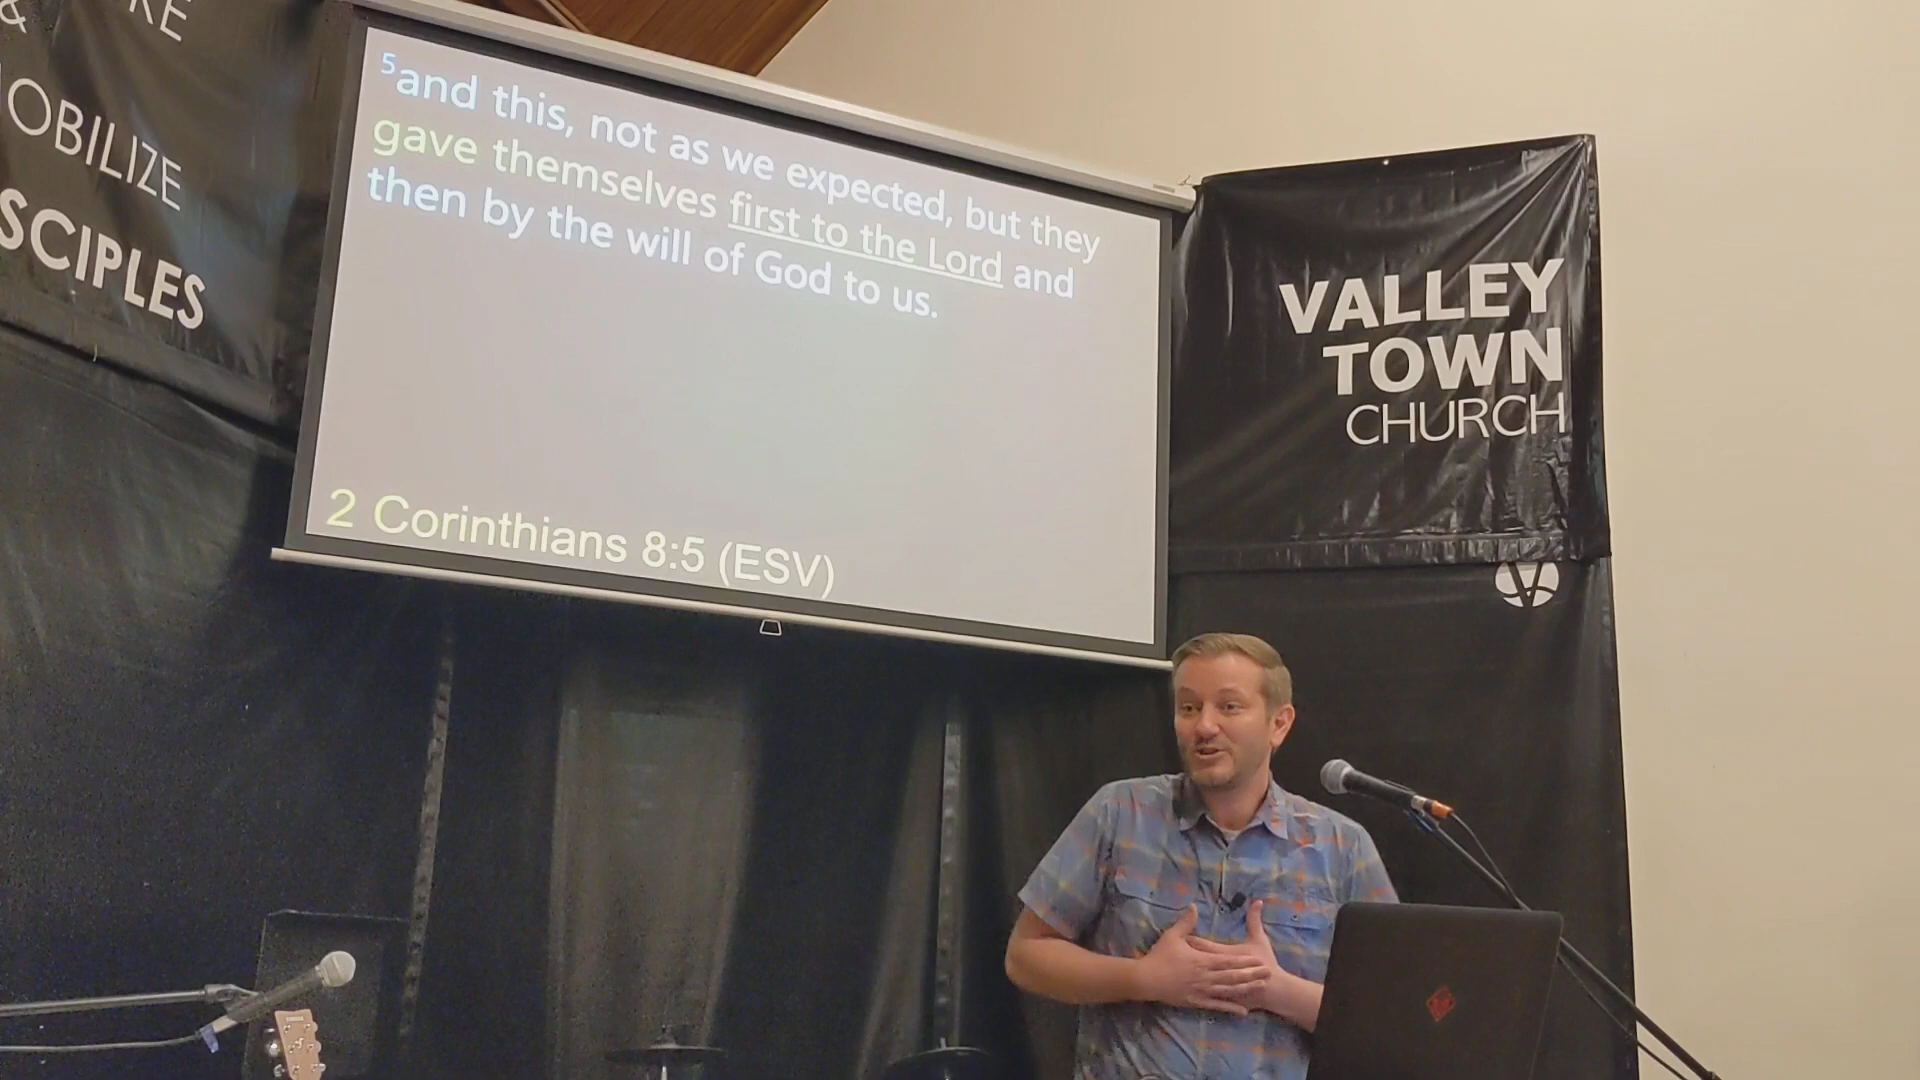 &
OBILIZE
SCIPLES
5and this, not as we expected, but they
gave themselves first to the Lord and
then by the will of God to us.
2 Corinthians 8:5 (ESV)
VALLEY
TOWN
CHURCH